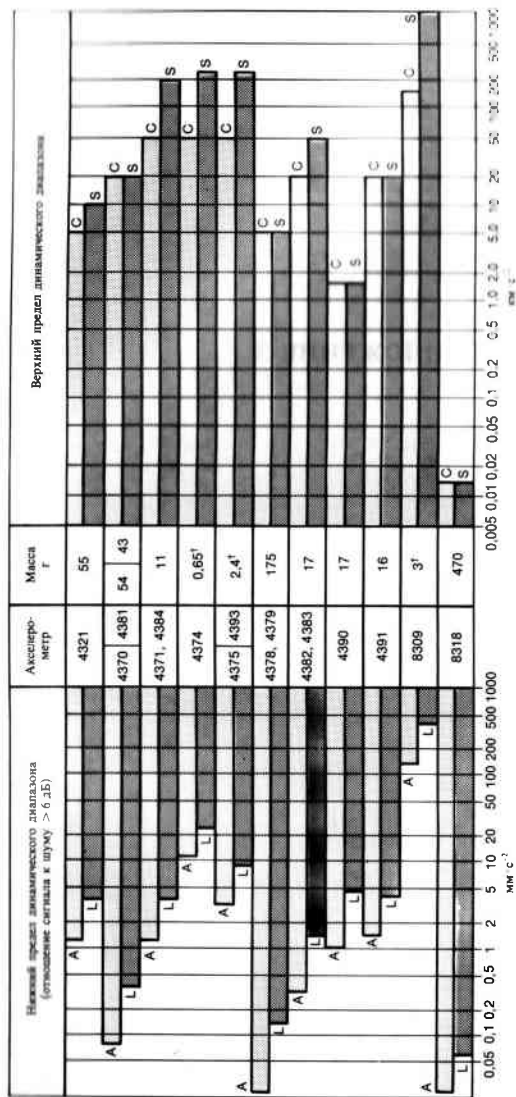 Нижний предел динамического диапазона
(отношение сигнала к шуму > 6 дБ)
Акселеро-
метр
Масса
г
Верхний предел динамического диапазона
A L 4321 55 C S
A L 4370 4381 54 43 C S
A L 4371, 4384 11 C S
A L 4374 0,65† C S
A L 4375 4393 2,4† C S
A L 4378, 4379 175 C S
A L 4382, 4383 17 C S
A L 4390 17 C S
A L 4391 16 C S
A L 8309 3† C S
A L 8318 470 C S
0,05 0,1 0,2 0,5 1 2 5 10 20 50 100 200 500 1000
мм·с⁻²
0,005 0,01 0,02 0,05 0,1 0,2 0,5 1,0 2,0 5,0 10 20 50 100 200 500 1000